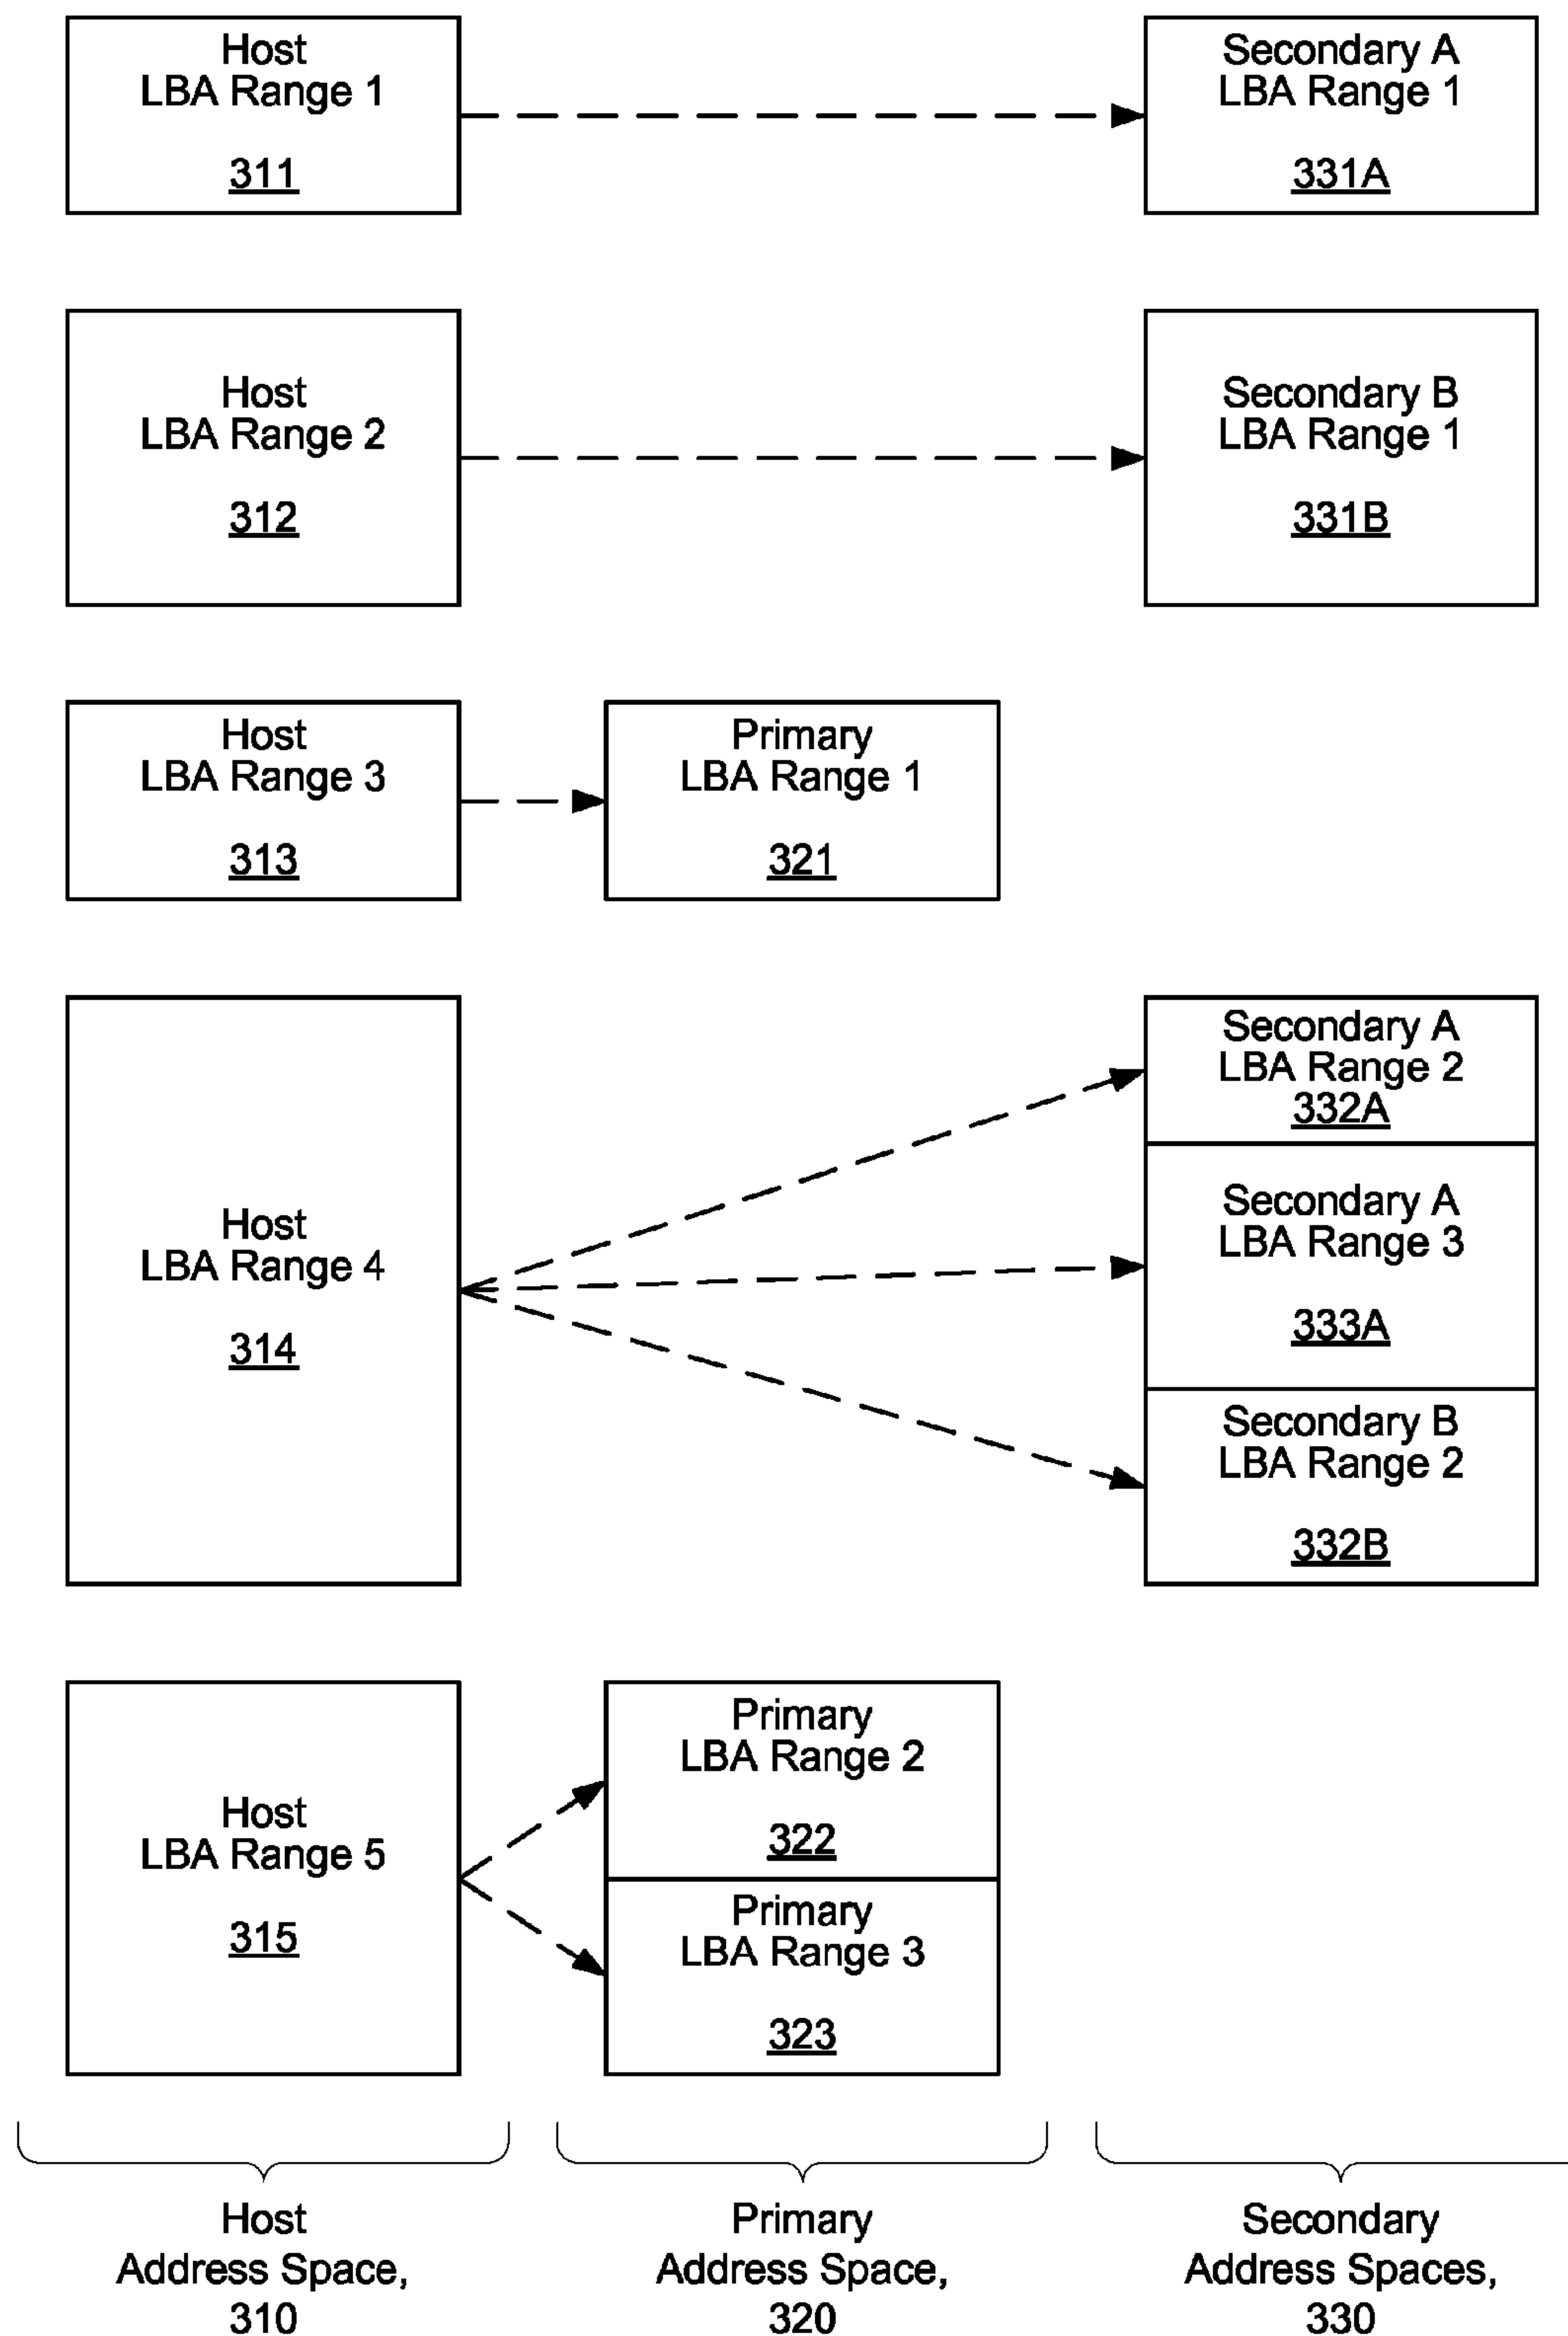 Host
LBA Range 1
311
Secondary A
LBA Range 1
331A
Host
LBA Range 2
312
Secondary B
LBA Range 1
331B
Host
LBA Range 3
313
Primary
LBA Range 1
321
Host
LBA Range 4
314
Secondary A
LBA Range 2
332A
Secondary A
LBA Range 3
333A
Secondary B
LBA Range 2
332B
Host
LBA Range 5
315
Primary
LBA Range 2
322
Primary
LBA Range 3
323
Host
Address Space,
310
Primary
Address Space,
320
Secondary
Address Spaces,
330